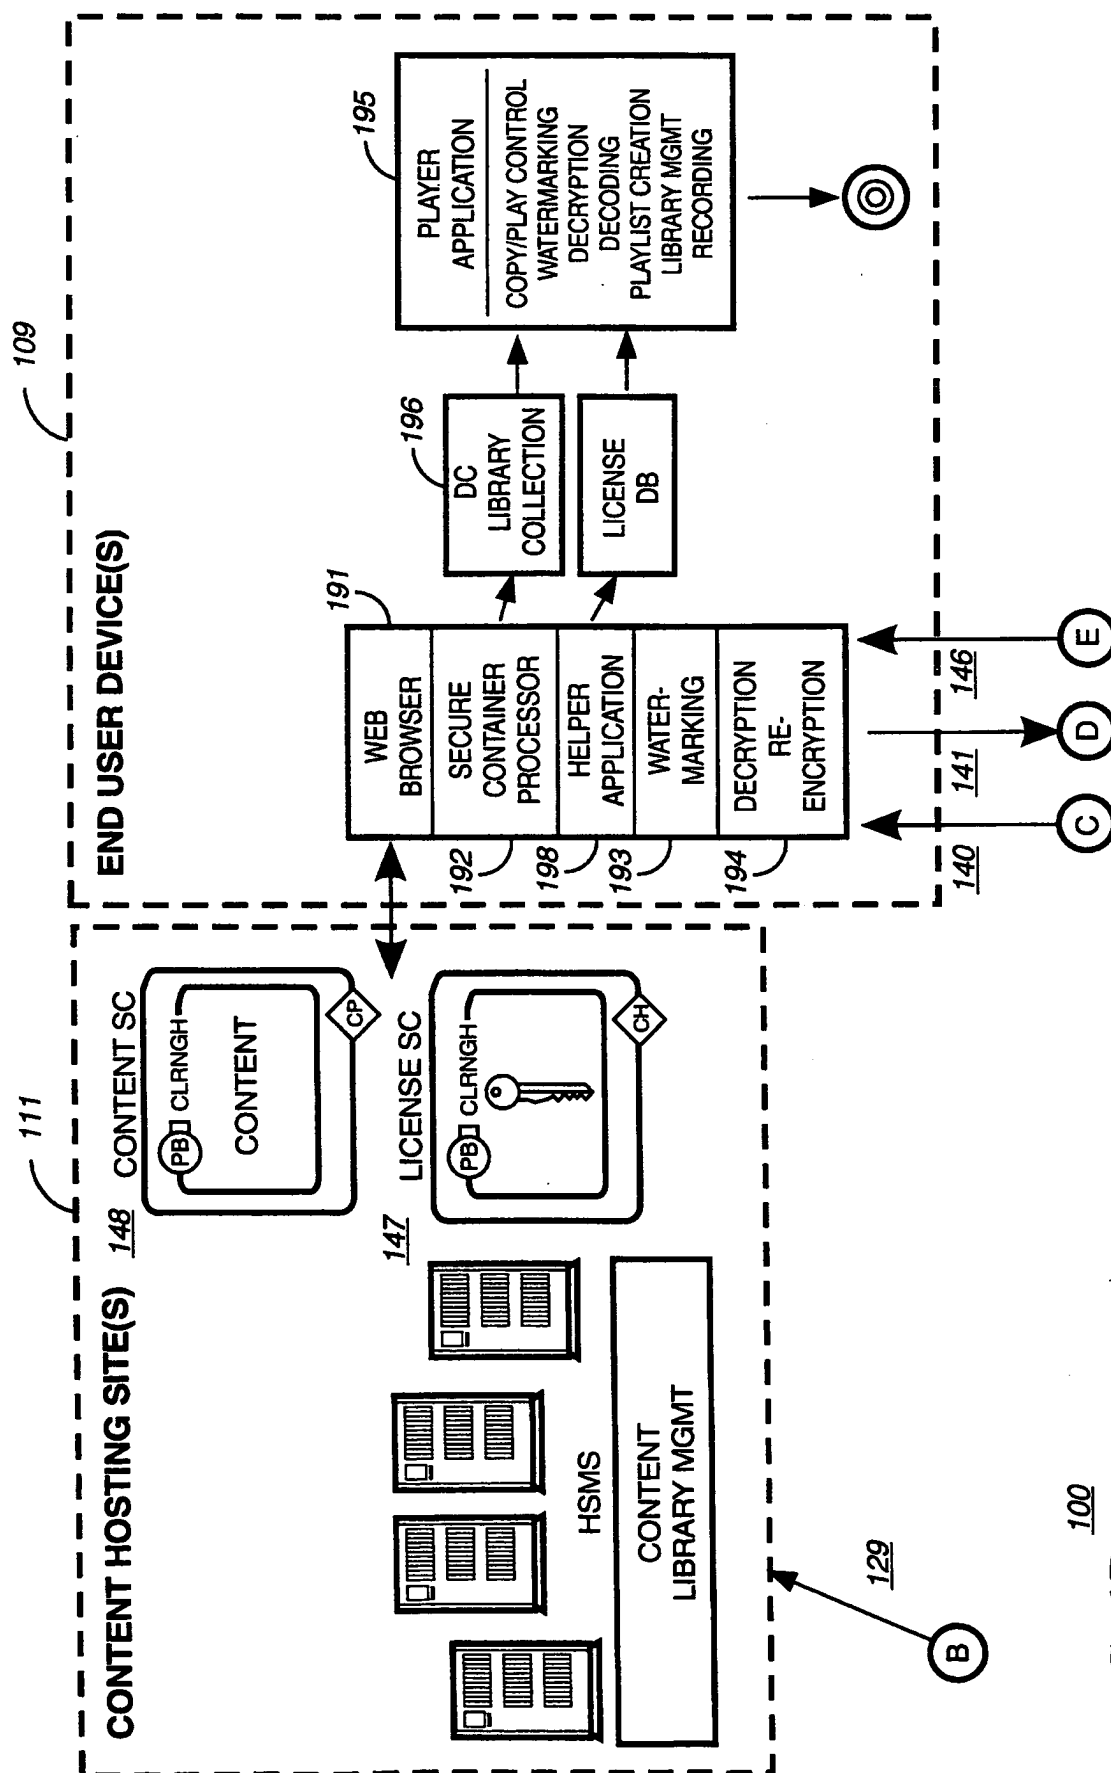 109
END USER DEVICE(S)
191
WEB
BROWSER
SECURE
CONTAINER
PROCESSOR
HELPER
APPLICATION
WATER-
MARKING
DECRYPTION
RE-
ENCRYPTION
192
198
193
194
196
DC
LIBRARY
COLLECTION
LICENSE
DB
195
PLAYER
APPLICATION
COPY/PLAY CONTROL
WATERMARKING
DECRYPTION
DECODING
PLAYLIST CREATION
LIBRARY MGMT
RECORDING
140
141
146
C
D
E
111
CONTENT HOSTING SITE(S)
148
CONTENT SC
PB
CLRNGH
CONTENT
CP
147
LICENSE SC
PB
CLRNGH
CH
HSMS
CONTENT
LIBRARY MGMT
129
B
100